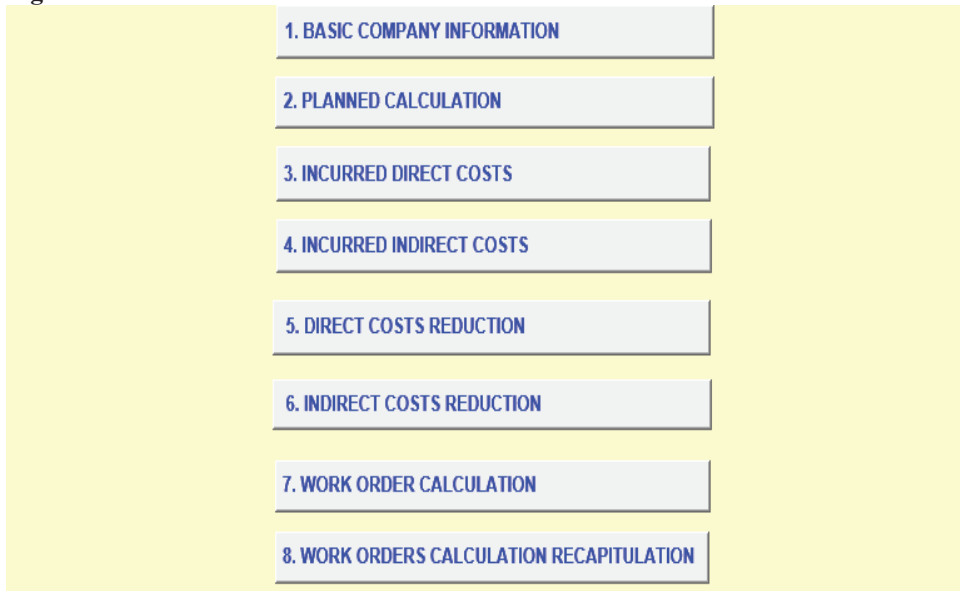 1. BASIC COMPANY INFORMATION
2. PLANNED CALCULATION
3. INCURRED DIRECT COSTS
4. INCURRED INDIRECT COSTS
5. DIRECT COSTS REDUCTION
6. INDIRECT COSTS REDUCTION
7. WORK ORDER CALCULATION
8. WORK ORDERS CALCULATION RECAPITULATION